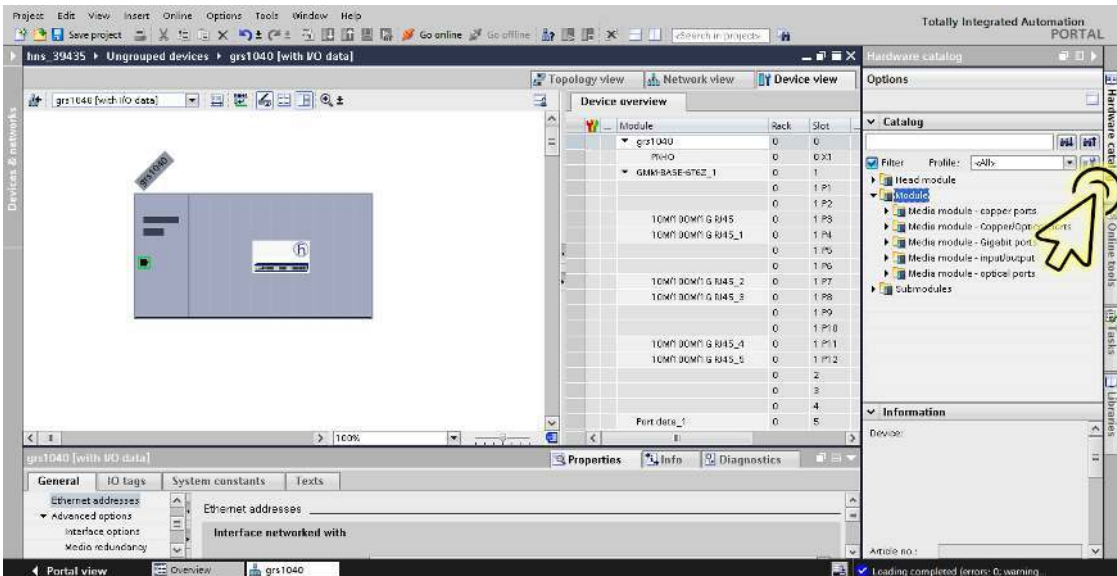 Project Edit View Insert Online Options Tools Window Help
Totally Integrated Automation
PORTAL
Save project
Go online Go offline <Search in project>
hns_39435 Ungrouped devices grs1040 [with I/O data]
Hardware catalog
Topology view Network view Device view
Options
grs1040 [with I/O data]
Device overview
Catalog
Module Rack Slot
grs1040 0 0
PN-IO 0 0 X1
GMM-BASE-6T6Z_1 0 1
0 1 P1
0 1 P2
10M/100M/1G RJ45 0 1 P3
10M/100M/1G RJ45_1 0 1 P4
0 1 P5
0 1 P6
10M/100M/1G RJ45_2 0 1 P7
10M/100M/1G RJ45_3 0 1 P8
0 1 P9
0 1 P10
10M/100M/1G RJ45_4 0 1 P11
10M/100M/1G RJ45_5 0 1 P12
0 2
0 3
0 4
Port data_1 0 5
Filter Profile: <All>
Head module
Module
Media module - copper ports
Media module - Copper/Optic
Media module - Gigabit ports
Media module - input/output
Media module - optical ports
Submodules
grs1040
100%
Information
Device:
Article no.:
grs1040 [with I/O data]
Properties Info Diagnostics
General IO tags System constants Texts
Ethernet addresses
Advanced options
Interface options
Media redundancy
Ethernet addresses
Interface networked with
Devices & networks
Hardware catal
Online tools
Tasks
Libraries
Portal view Overview grs1040
Loading completed (errors: 0; warning...